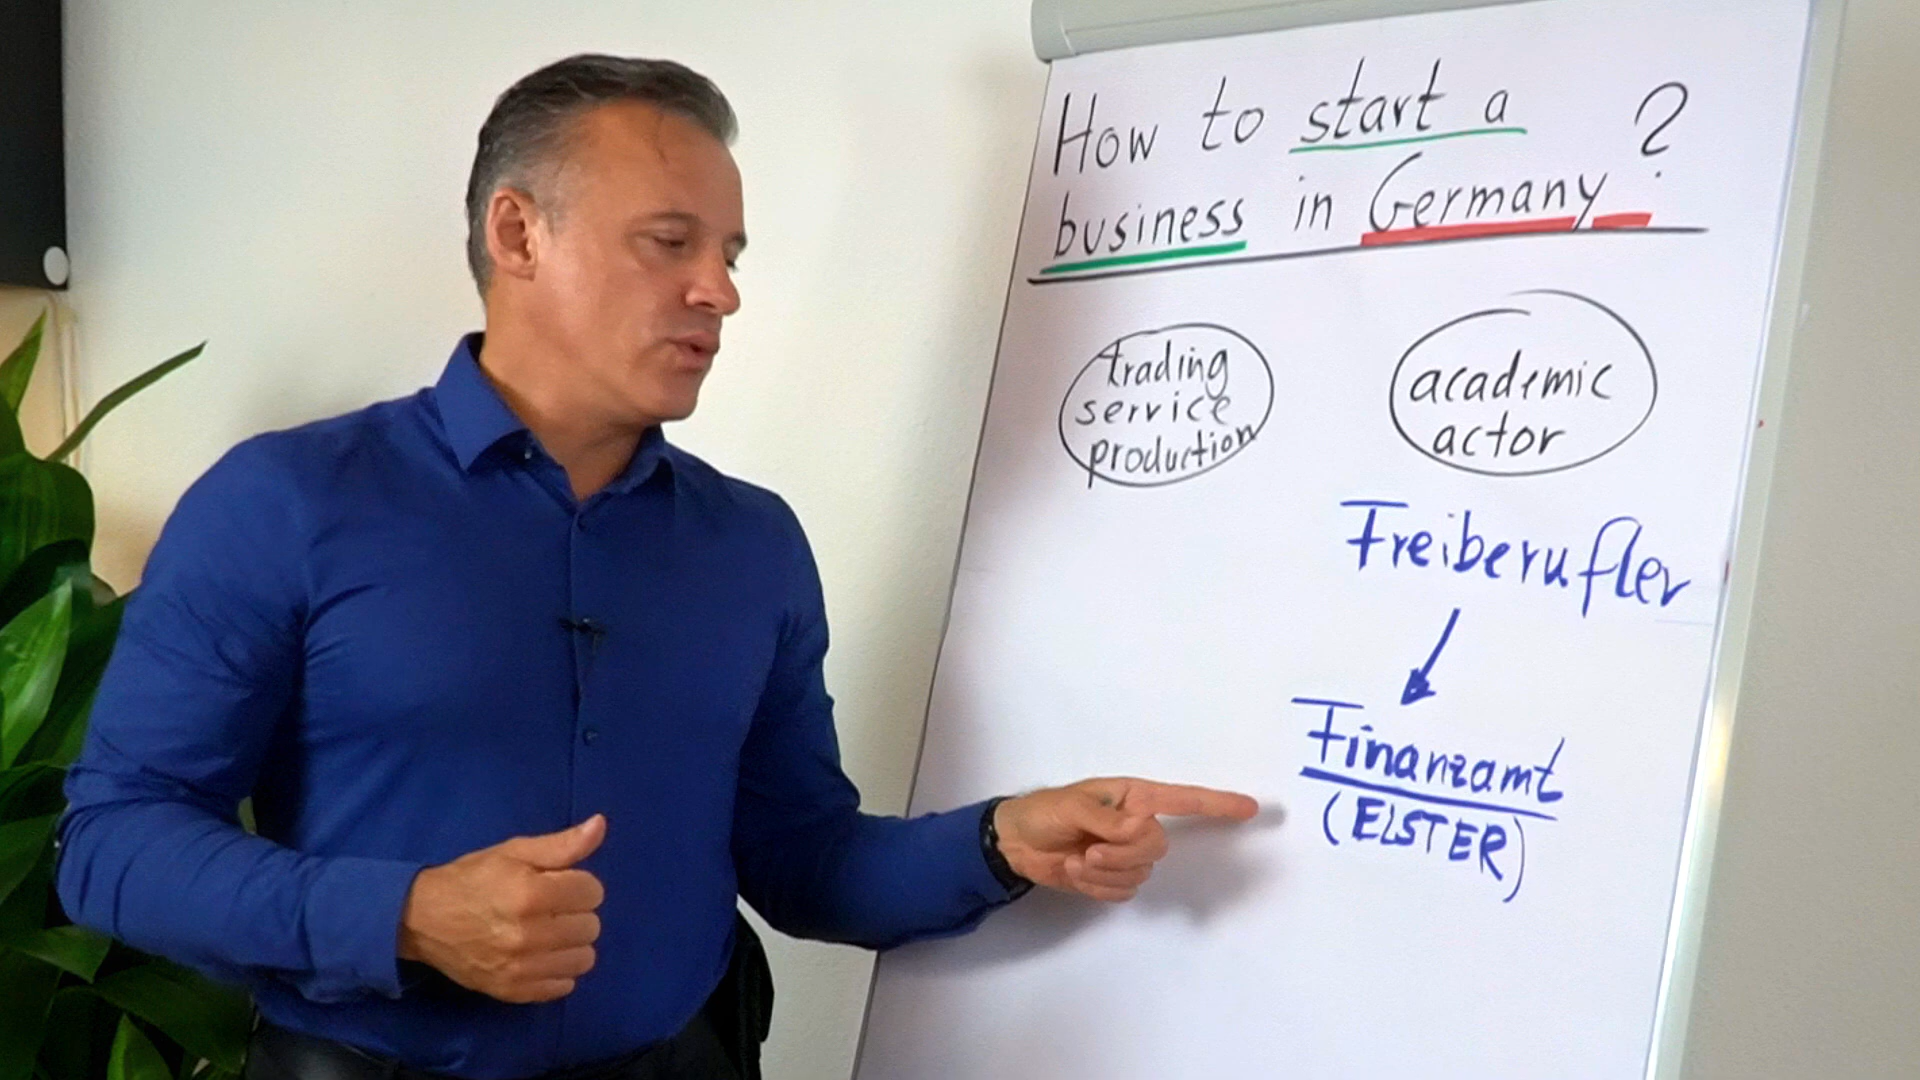 How to start a ?
business in Germany
trading
service
production
academic
actor
Freiberufler
Finanzamt
(ELSTER)